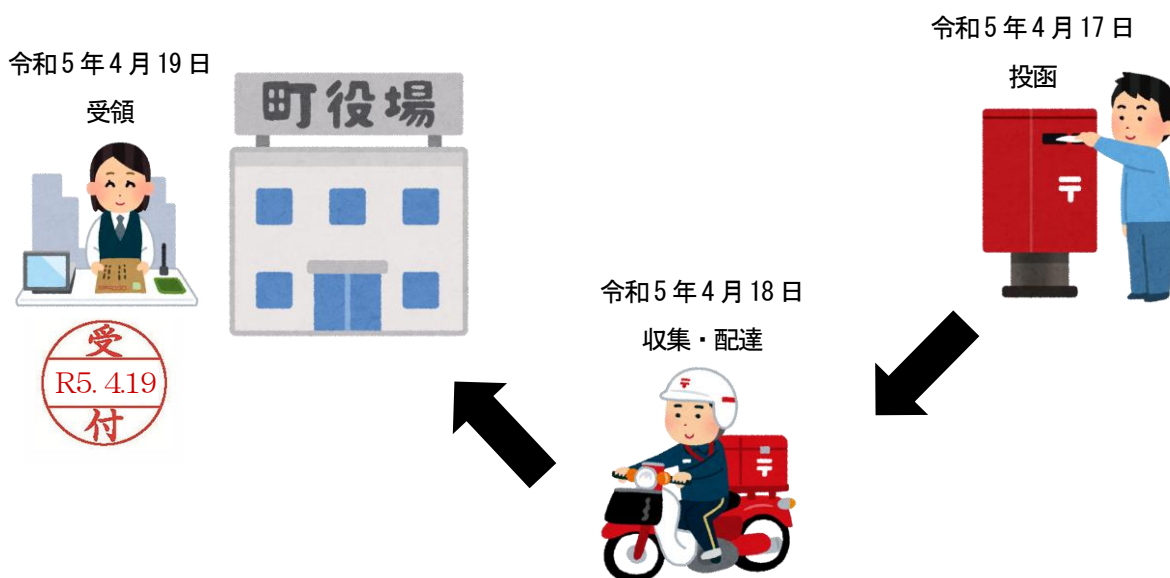 令和5年4月17日
投函
令和5年4月19日
受領
町役場
令和5年4月18日
収集・配達
受
R5. 4.19
付